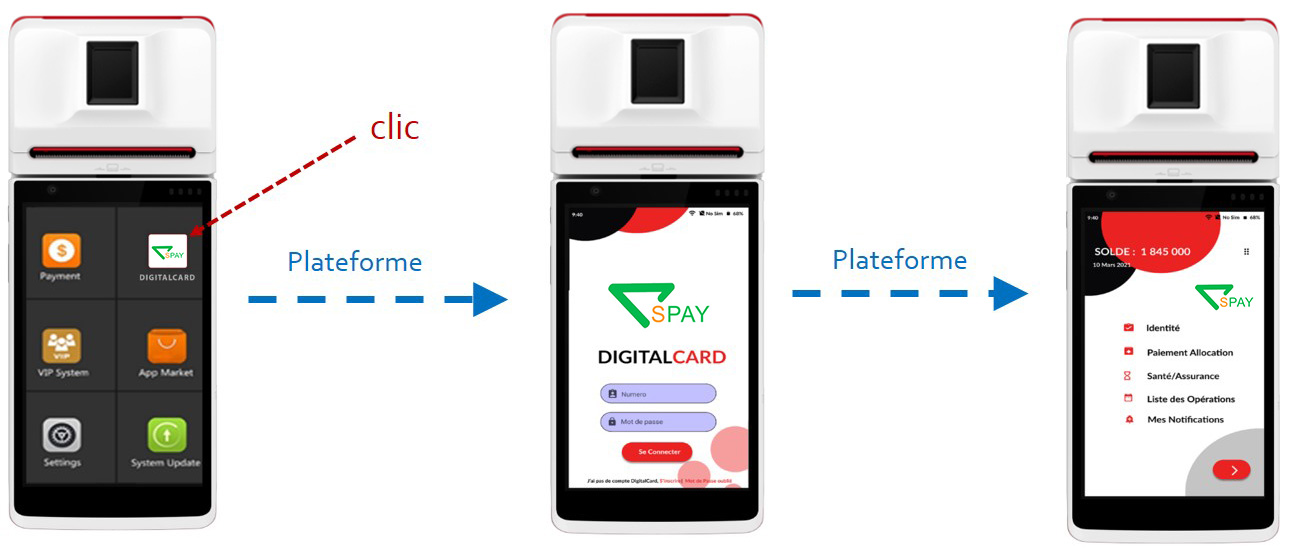 clic
Payment
SPAY
DIGITALCARD
VIP
VIP System
App Market
Settings
System Update
Plateforme
9:40
No Sim 68%
SPAY
DIGITALCARD
Numero
Mot de passe
Se Connecter
J'ai pas de compte DigitalCard, S'inscrire| Mot de Passe oublié
Plateforme
9:40
No Sim 68%
SOLDE : 1 845 000
10 Mars 2021
SPAY
Identité
Paiement Allocation
Santé/Assurance
Liste des Opérations
Mes Notifications